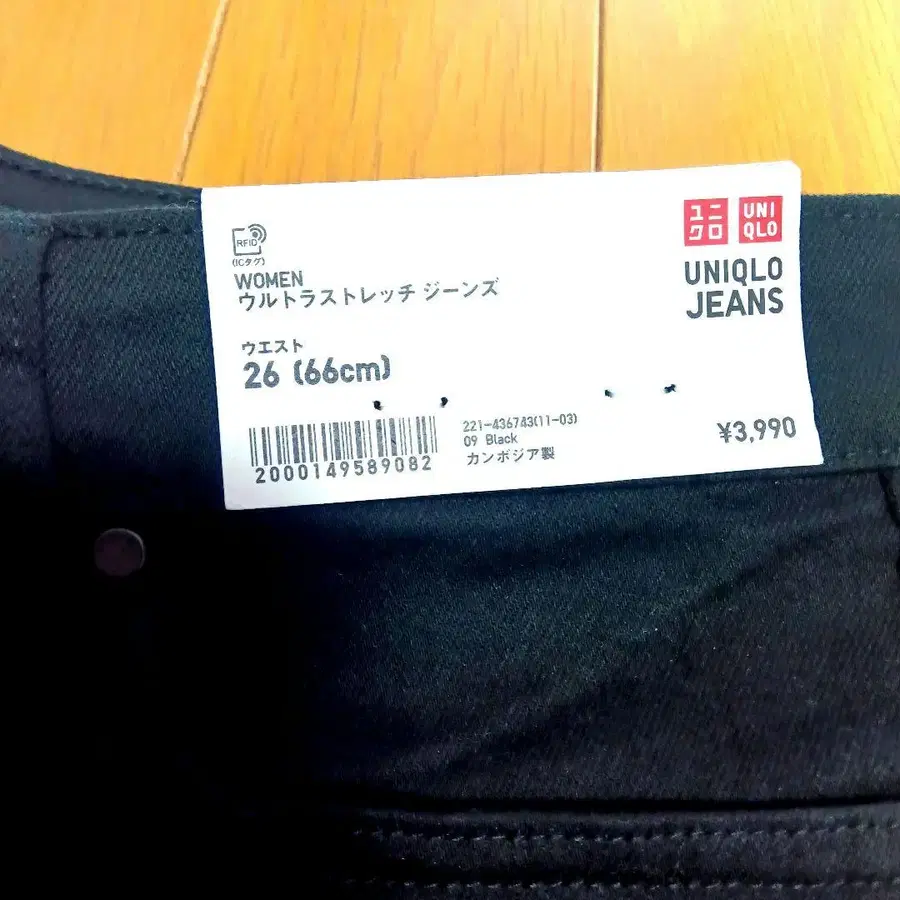 ユニ UNI
クロ QLO
RFID
(ICタグ)
WOMEN
ウルトラストレッチ ジーンズ
UNIQLO
JEANS
ウエスト
26 (66cm)
221-436743(11-03)
09 Black
カンボジア製
¥3,990
2000149589082